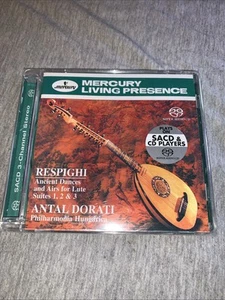 MERCURY
MERCURY
LIVING PRESENCE
SACD &
CD PLAYERS
RESPIGHI
Ancient Dances
and Airs for Lute
Suites 1, 2 & 3
ANTAL DORATI
Philharmonia Hungarica
SACD 3-Channel Stereo